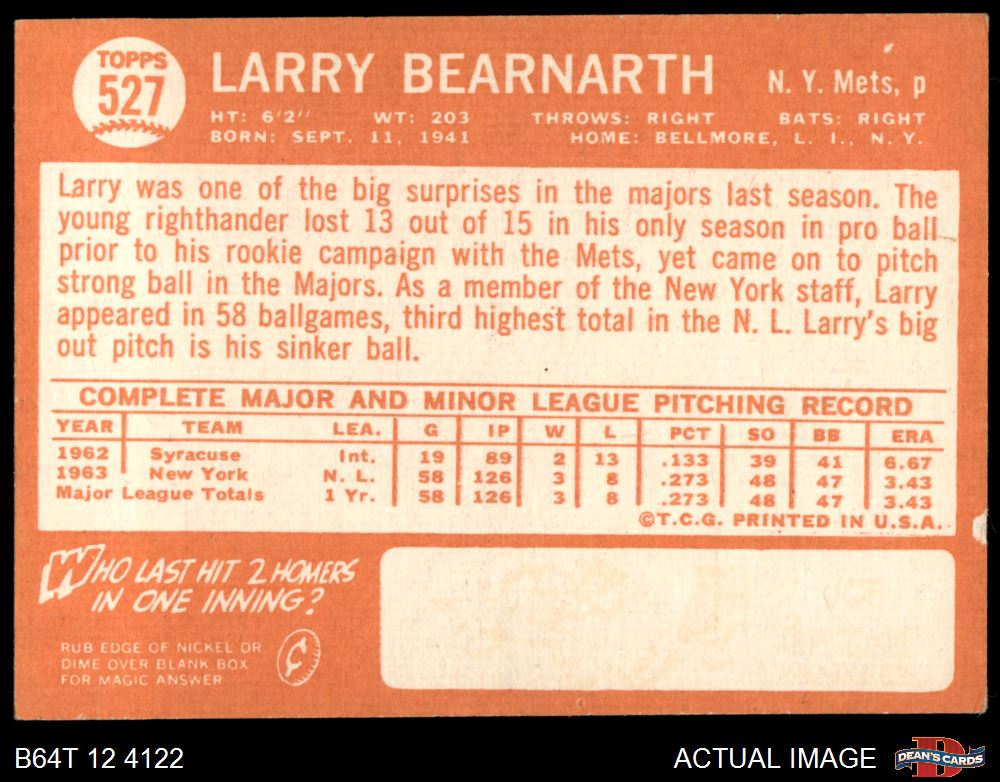 TOPPS
527
LARRY BEARNARTH
N. Y. Mets, p
HT: 6'2" WT: 203 THROWS: RIGHT BATS: RIGHT
BORN: SEPT. 11, 1941 HOME: BELLMORE, L. I., N. Y.
Larry was one of the big surprises in the majors last season. The
young righthander lost 13 out of 15 in his only season in pro ball
prior to his rookie campaign with the Mets, yet came on to pitch
strong ball in the Majors. As a member of the New York staff, Larry
appeared in 58 ballgames, third highest total in the N. L. Larry's big
out pitch is his sinker ball.
COMPLETE MAJOR AND MINOR LEAGUE PITCHING RECORD
YEAR TEAM LEA. G IP W L PCT SO BB ERA
1962 Syracuse Int. 19 89 2 13 .133 39 41 6.67
1963 New York N. L. 58 126 3 8 .273 48 47 3.43
Major League Totals 1 Yr. 58 126 3 8 .273 48 47 3.43
©T.C.G. PRINTED IN U.S.A.
WHO LAST HIT 2 HOMERS
IN ONE INNING?
RUB EDGE OF NICKEL OR
DIME OVER BLANK BOX
FOR MAGIC ANSWER
B64T 12 4122
ACTUAL IMAGE
D
DEAN'S CARDS